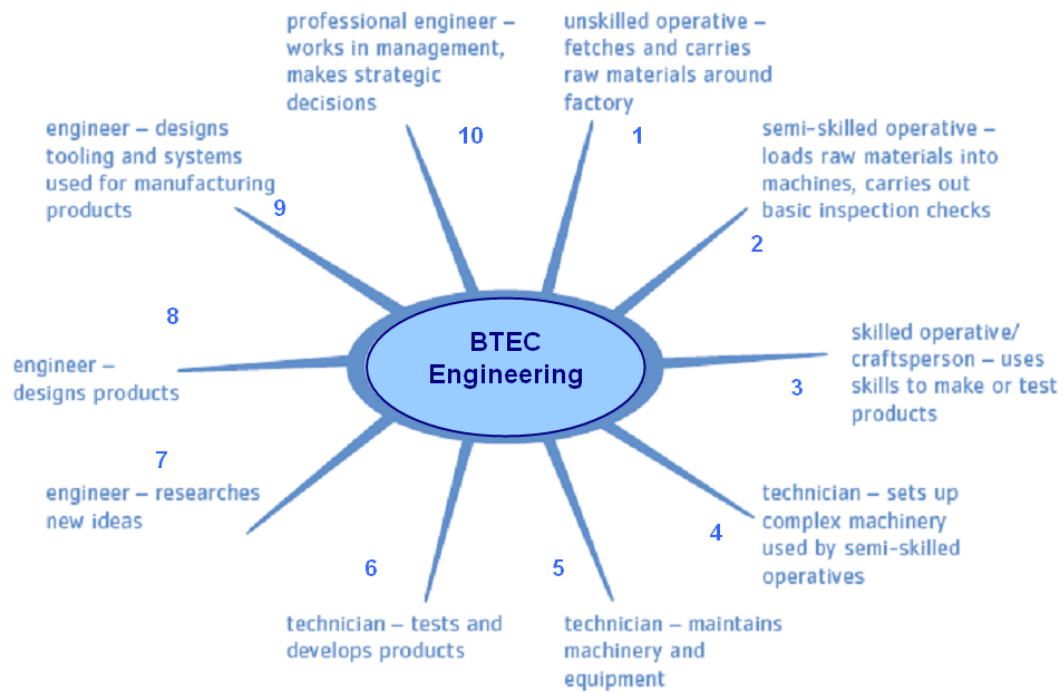 professional engineer –
works in management,
makes strategic
decisions
10
unskilled operative –
fetches and carries
raw materials around
factory
1
semi-skilled operative –
loads raw materials into
machines, carries out
basic inspection checks
2
skilled operative/
craftsperson – uses
skills to make or test
products
3
technician – sets up
complex machinery
used by semi-skilled
operatives
4
technician – maintains
machinery and
equipment
5
technician – tests and
develops products
6
engineer – researches
new ideas
7
engineer –
designs products
8
engineer – designs
tooling and systems
used for manufacturing
products
9
BTEC
Engineering